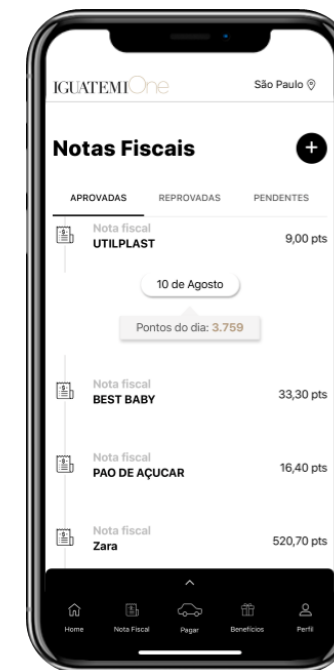 IGUATEMI One
São Paulo
Notas Fiscais
APROVADAS REPROVADAS PENDENTES
Nota fiscal
UTILPLAST 9,00 pts
10 de Agosto
Pontos do dia: 3.759
Nota fiscal
BEST BABY 33,30 pts
Nota fiscal
PAO DE AÇUCAR 16,40 pts
Nota fiscal
Zara 520,70 pts
Home Nota Fiscal Pagar Benefícios Perfil